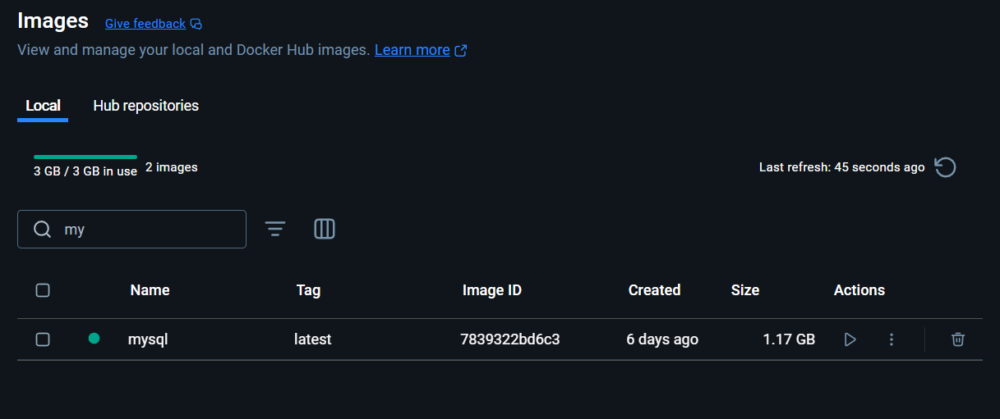 Images Give feedback
View and manage your local and Docker Hub images. Learn more
Local Hub repositories
3 GB / 3 GB in use 2 images Last refresh: 45 seconds ago
my
Name Tag Image ID Created Size Actions
mysql latest 7839322bd6c3 6 days ago 1.17 GB